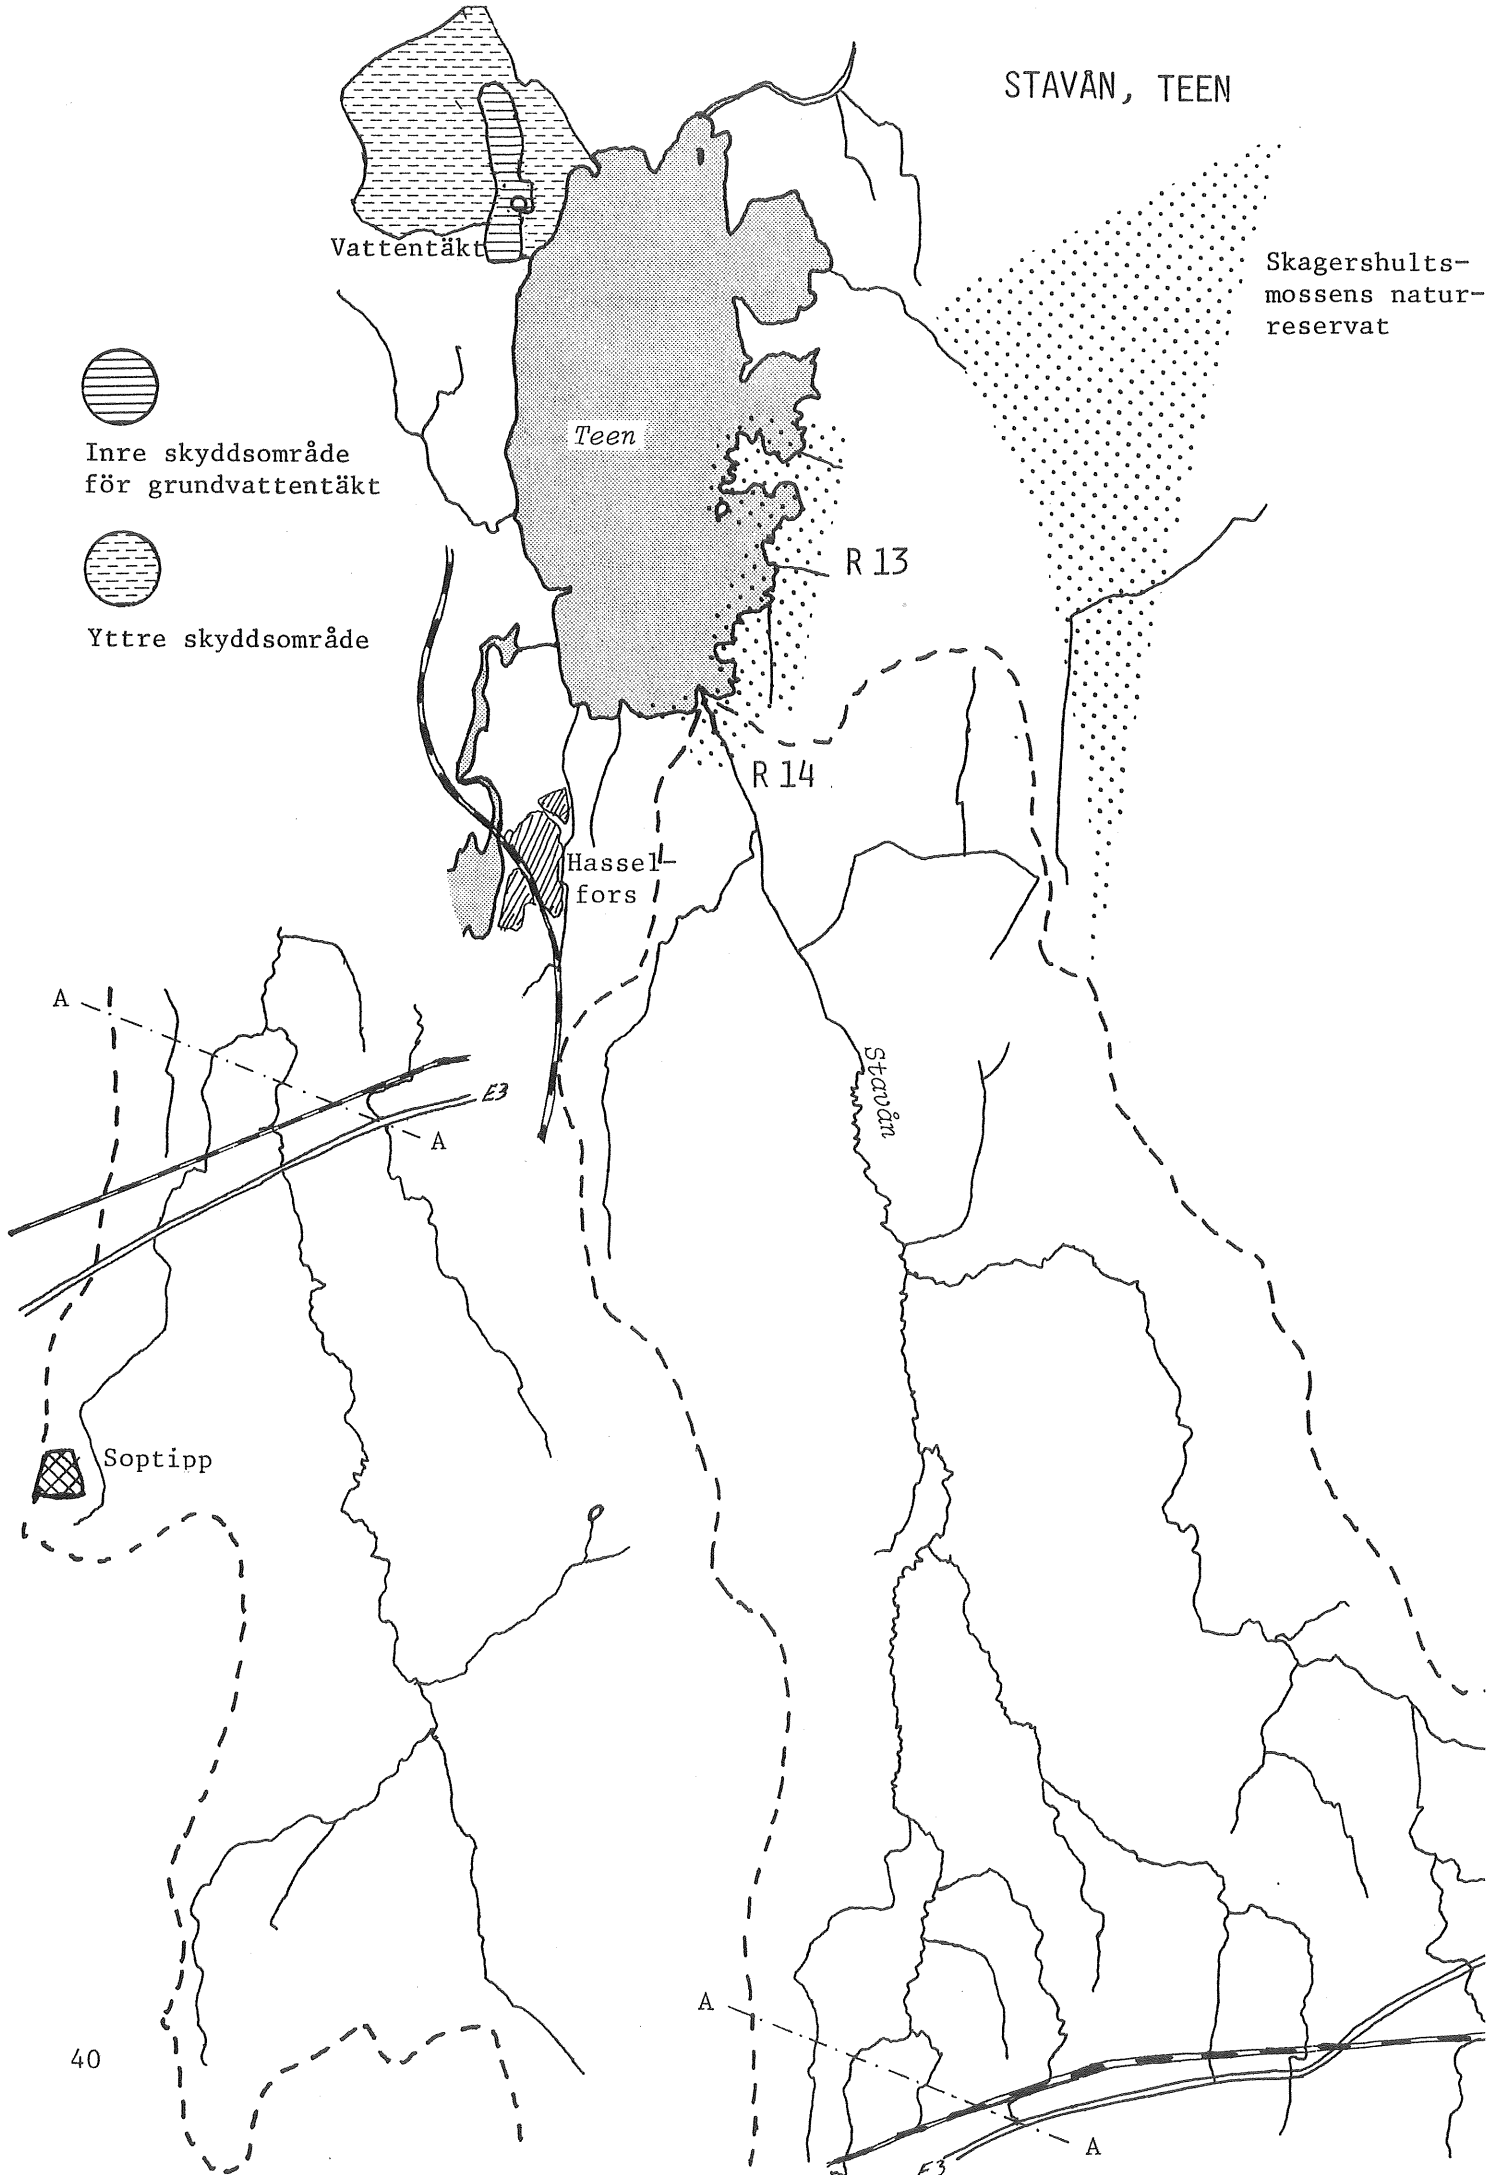 STAVÅN, TEEN
Vattentäkt
Skagershults-
mossens natur-
reservat
Inre skyddsområde
för grundvattentäkt
Teen
R 13
Yttre skyddsområde
R 14
Hassel-
fors
A
Stavån
E3
A
Soptipp
A
40
A
E3